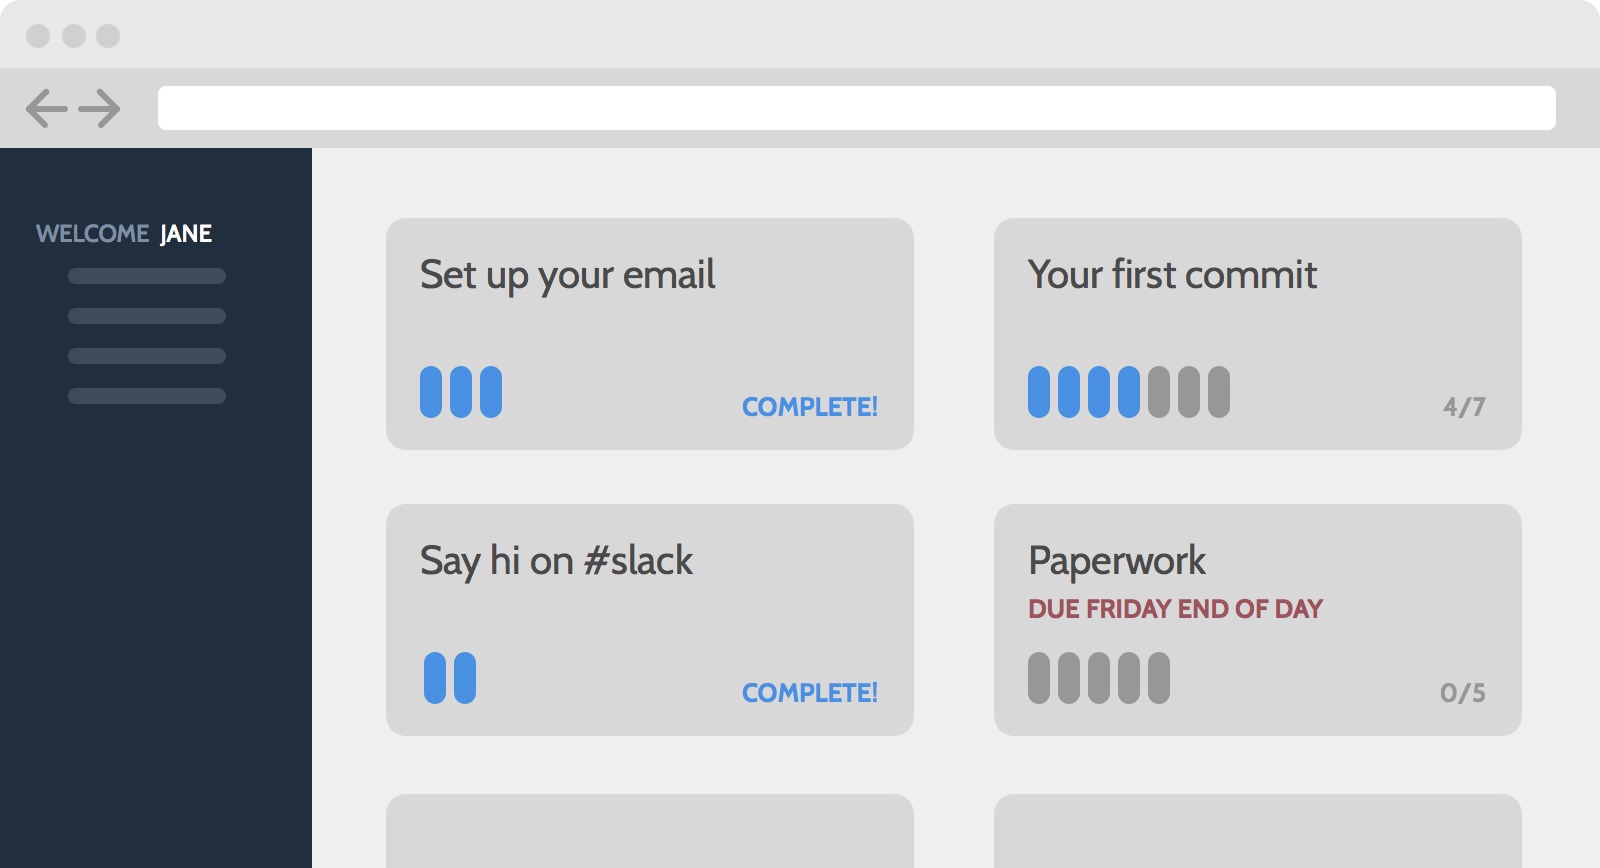 WELCOME JANE
Set up your email
COMPLETE!
Your first commit
4/7
Say hi on #slack
COMPLETE!
Paperwork
DUE FRIDAY END OF DAY
0/5